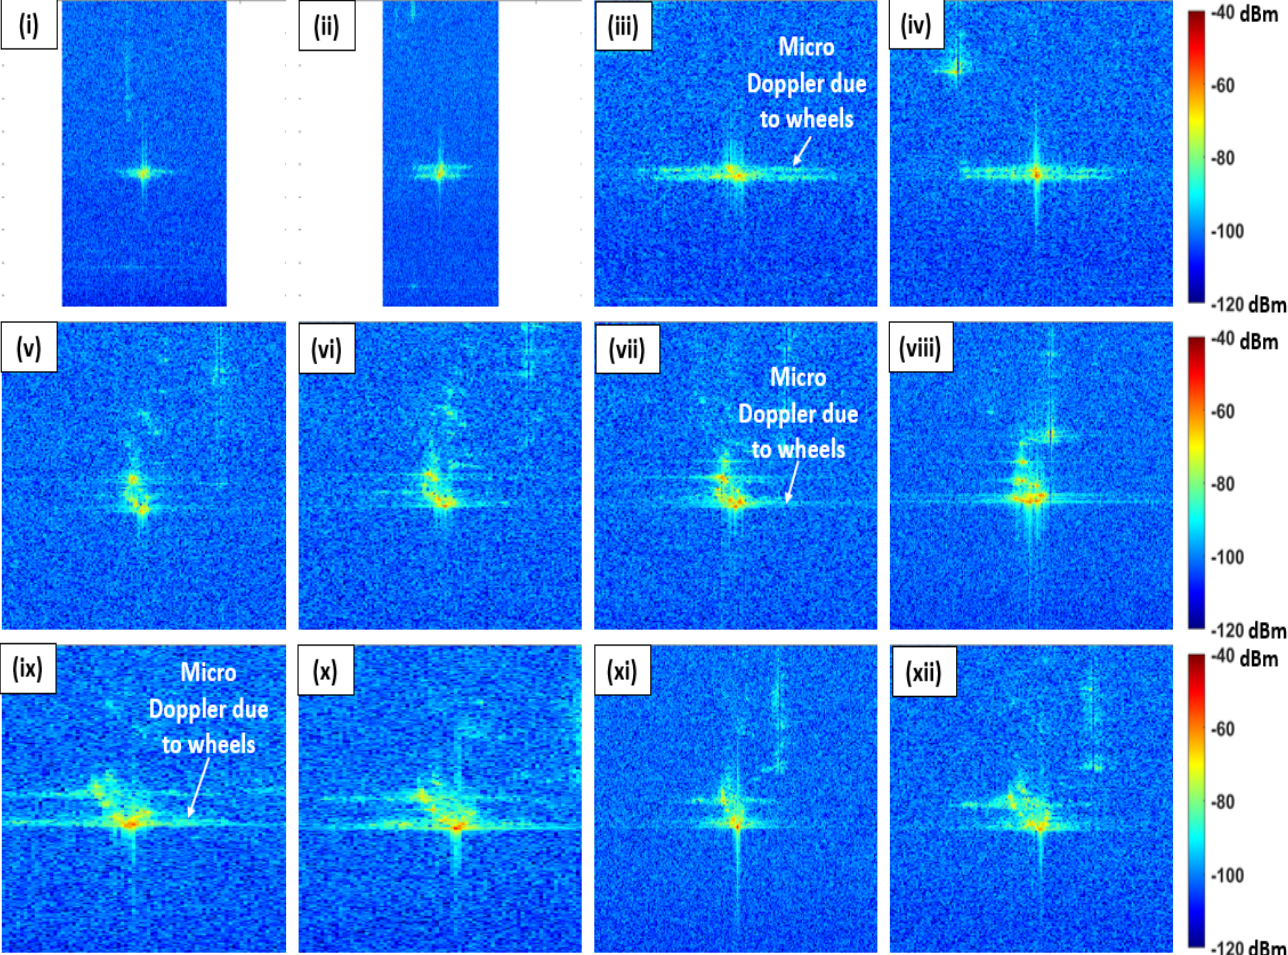 (i)
(ii)
(iii)
Micro
Doppler due
to wheels
(iv)
-40 dBm
-60
-80
-100
-120 dBm
(v)
(vi)
(vii)
Micro
Doppler due
to wheels
(viii)
-40 dBm
-60
-80
-100
-120 dBm
(ix)
Micro
Doppler due
to wheels
(x)
(xi)
(xii)
-40 dBm
-60
-80
-100
-120 dBm